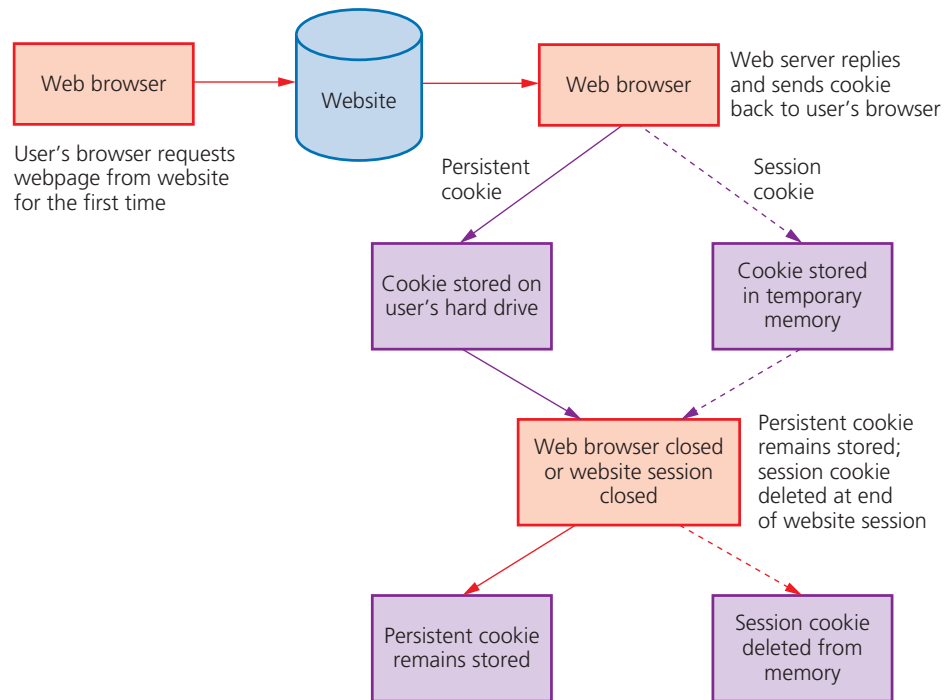 Web browser
Website
Web browser
Web server replies
and sends cookie
back to user's browser
User's browser requests
webpage from website
for the first time
Persistent
cookie
Session
cookie
Cookie stored on
user's hard drive
Cookie stored
in temporary
memory
Web browser closed
or website session
closed
Persistent cookie
remains stored;
session cookie
deleted at end
of website session
Persistent cookie
remains stored
Session cookie
deleted from
memory